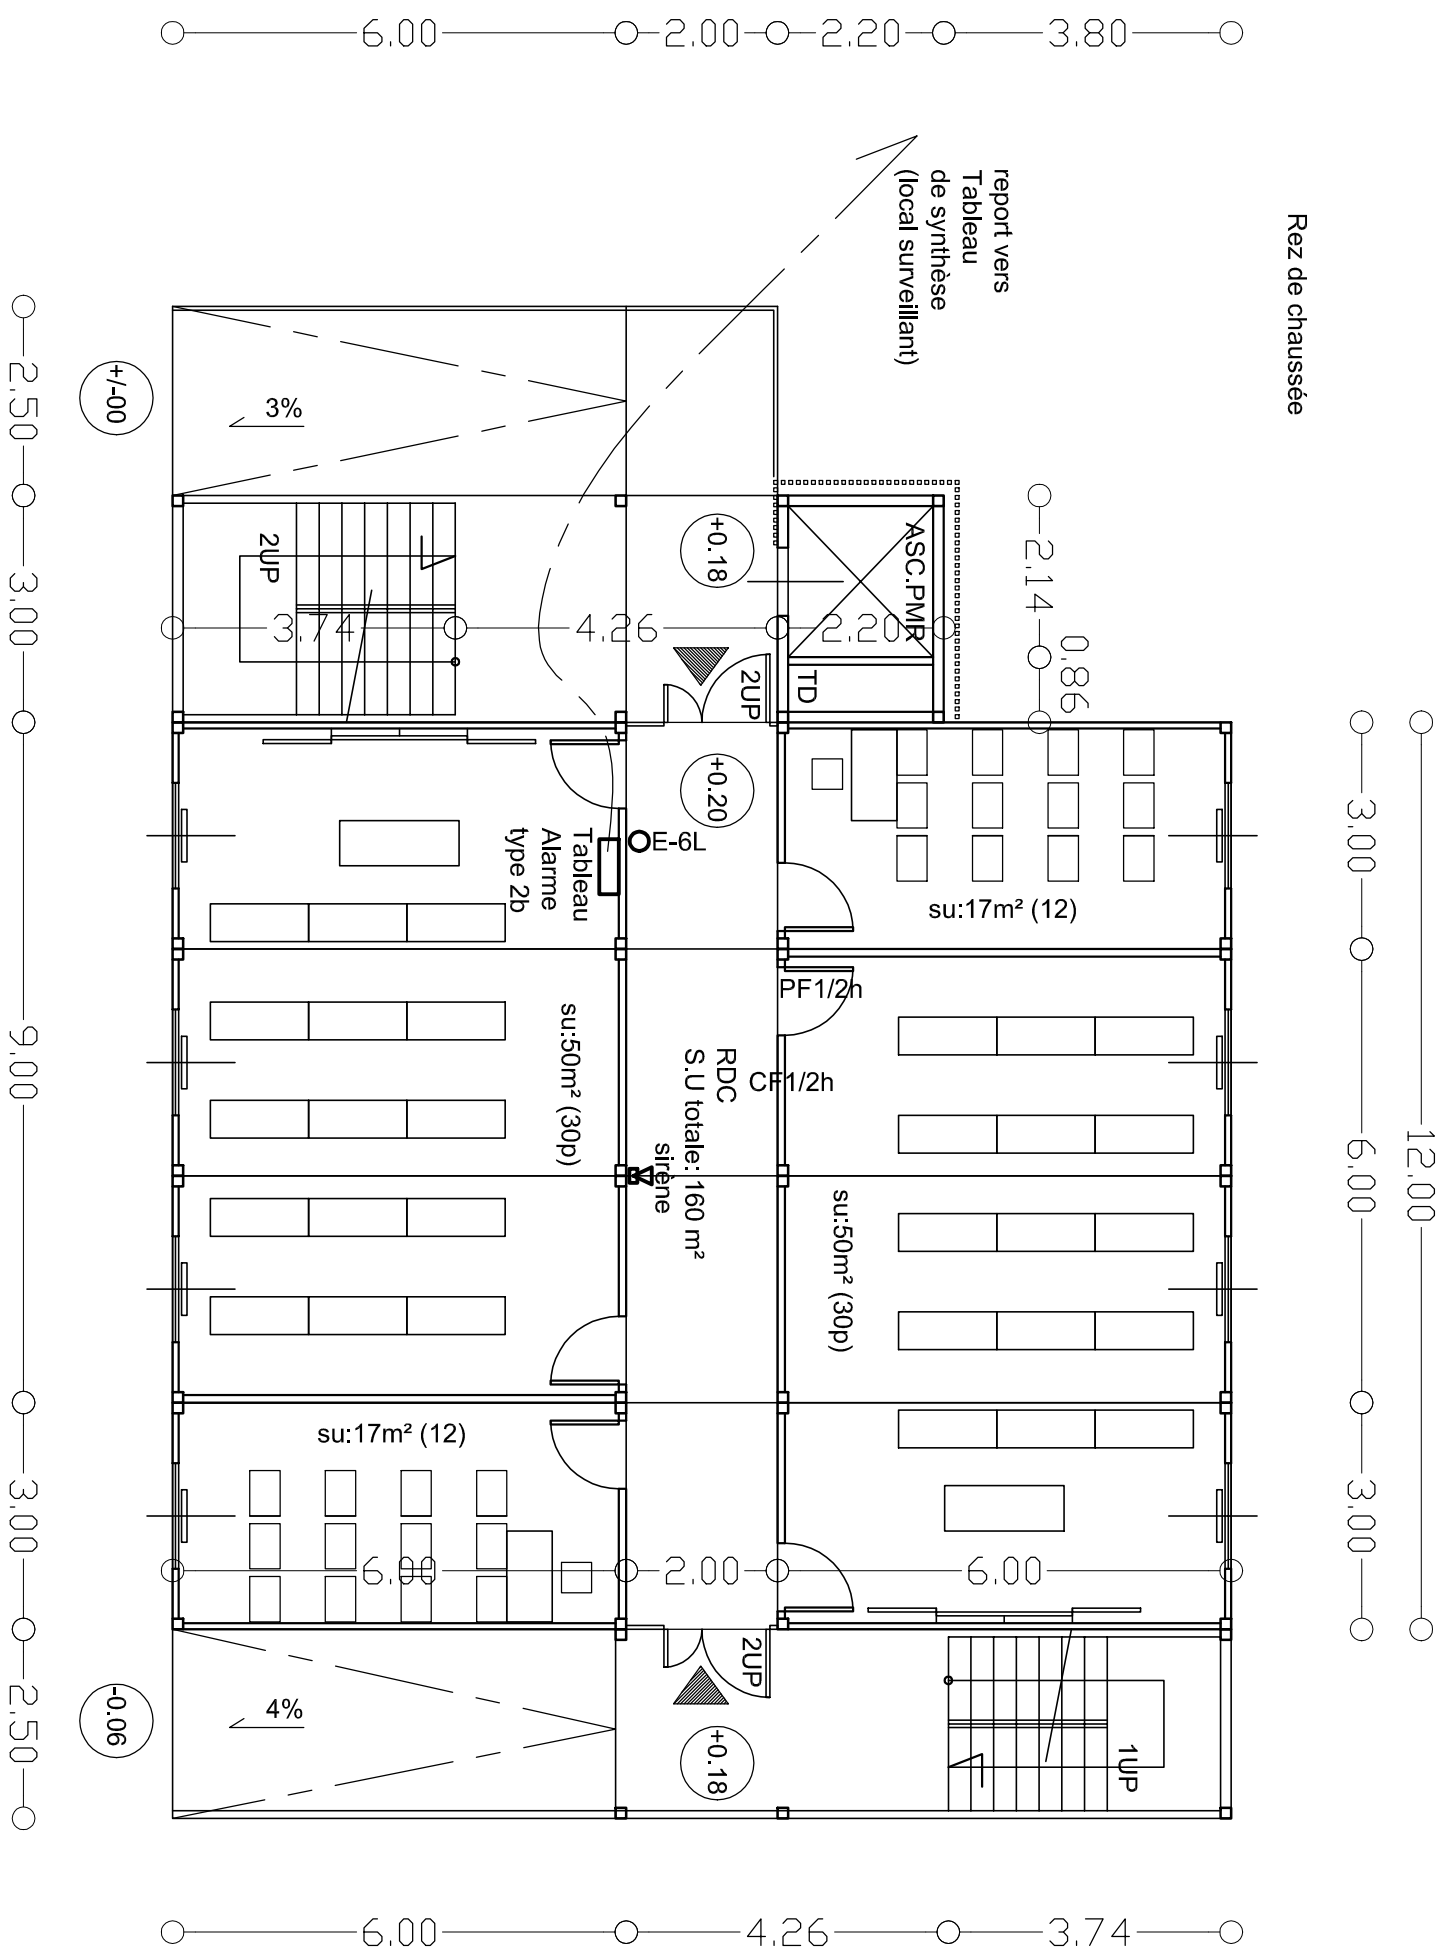 6.00
2.00
2.20
3.80
Rez de chaussée
report vers
Tableau
de synthèse
(local surveillant)
2.50
3.00
9.00
3.00
2.50
+/-00
3%
+0.18
ASC.PMR
2.14
0.86
2UP
3.74
4.26
2.20
2UP
TD
12.00
3.00
6.00
3.00
+0.20
E-6L
Tableau
Alarme
type 2b
su:17m² (12)
PF1/2h
CF1/2h
su:50m² (30p)
RDC
S.U totale: 160 m²
sirène
su:50m² (30p)
su:17m² (12)
6.00
2.00
6.00
2UP
-0.06
4%
+0.18
1UP
6.00
4.26
3.74